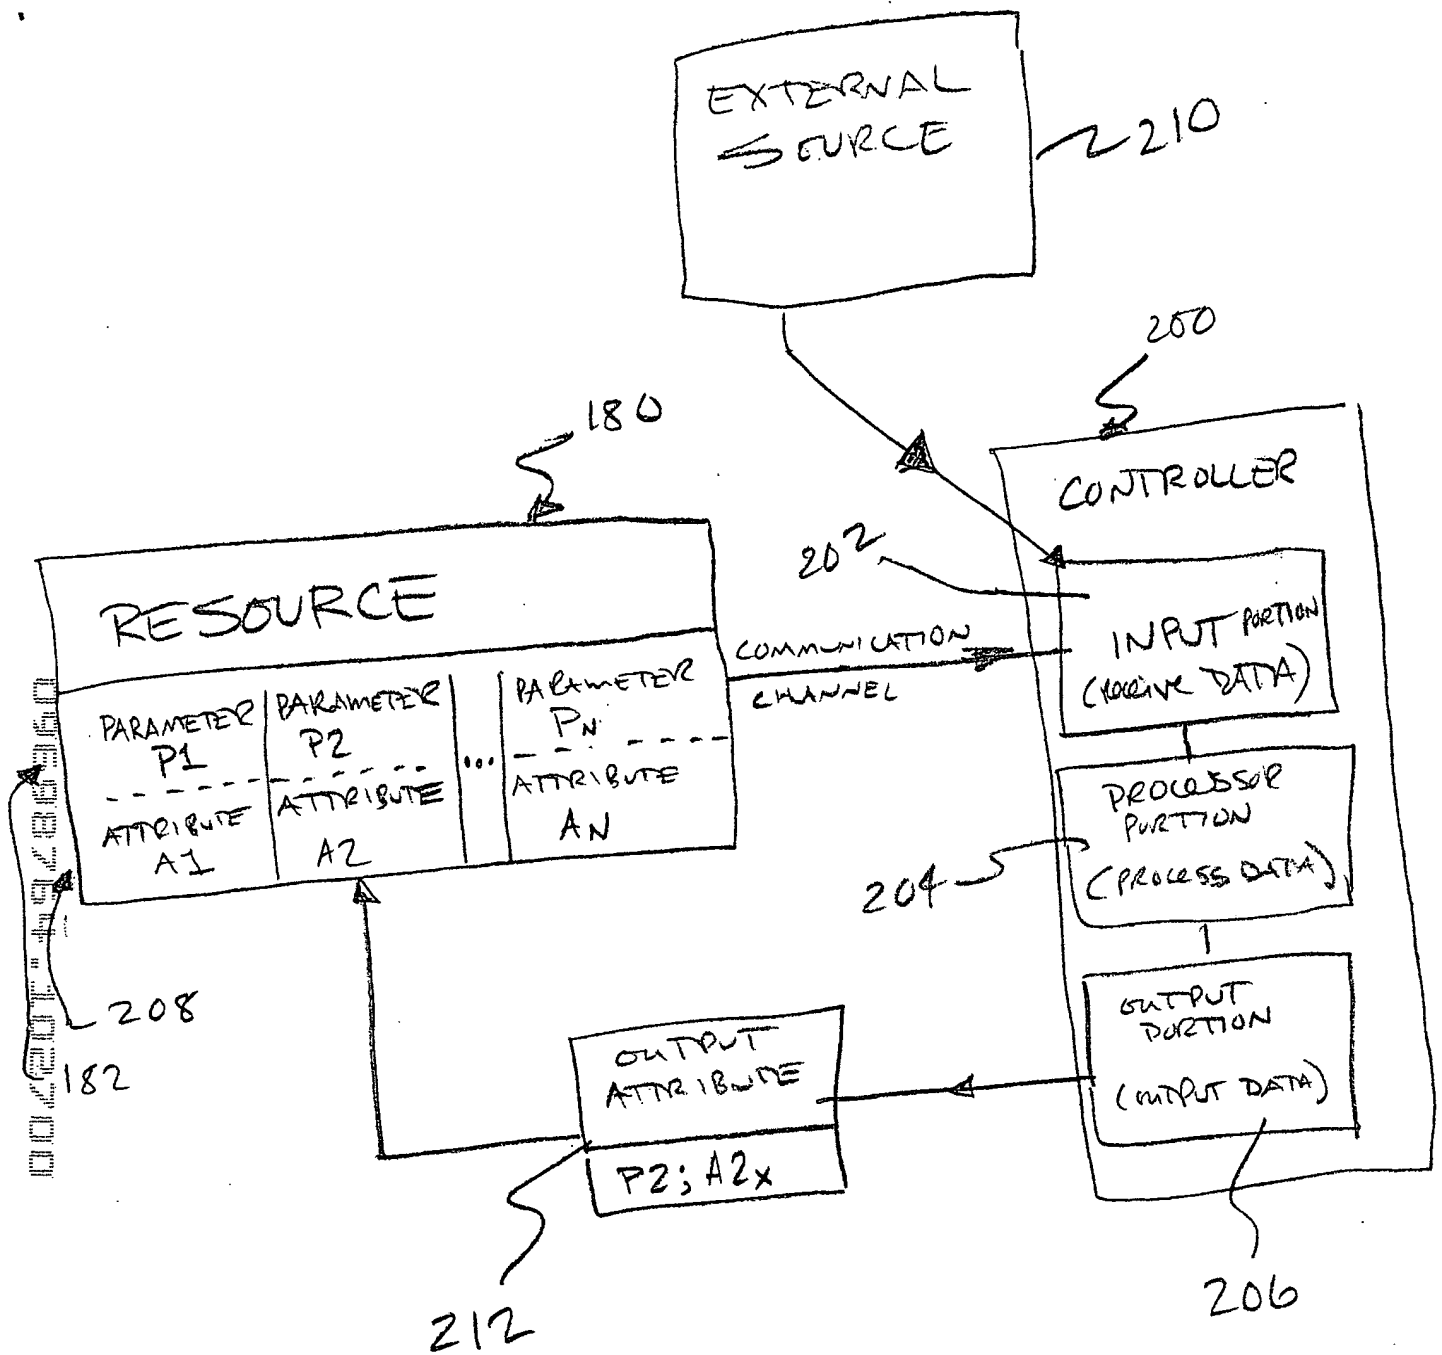 EXTERNAL
SOURCE
210
200
180
CONTROLLER
202
RESOURCE
INPUT PORTION
(RECEIVE DATA)
COMMUNICATION
CHANNEL
PARAMETER
P1
PARAMETER
P2
...
PARAMETER
PN
ATTRIBUTE
A1
ATTRIBUTE
A2
ATTRIBUTE
AN
PROCESSOR
PORTION
(PROCESS DATA)
204
208
182
OUTPUT
PORTION
(OUTPUT DATA)
OUTPUT
ATTRIBUTE
P2; A2x
212
206